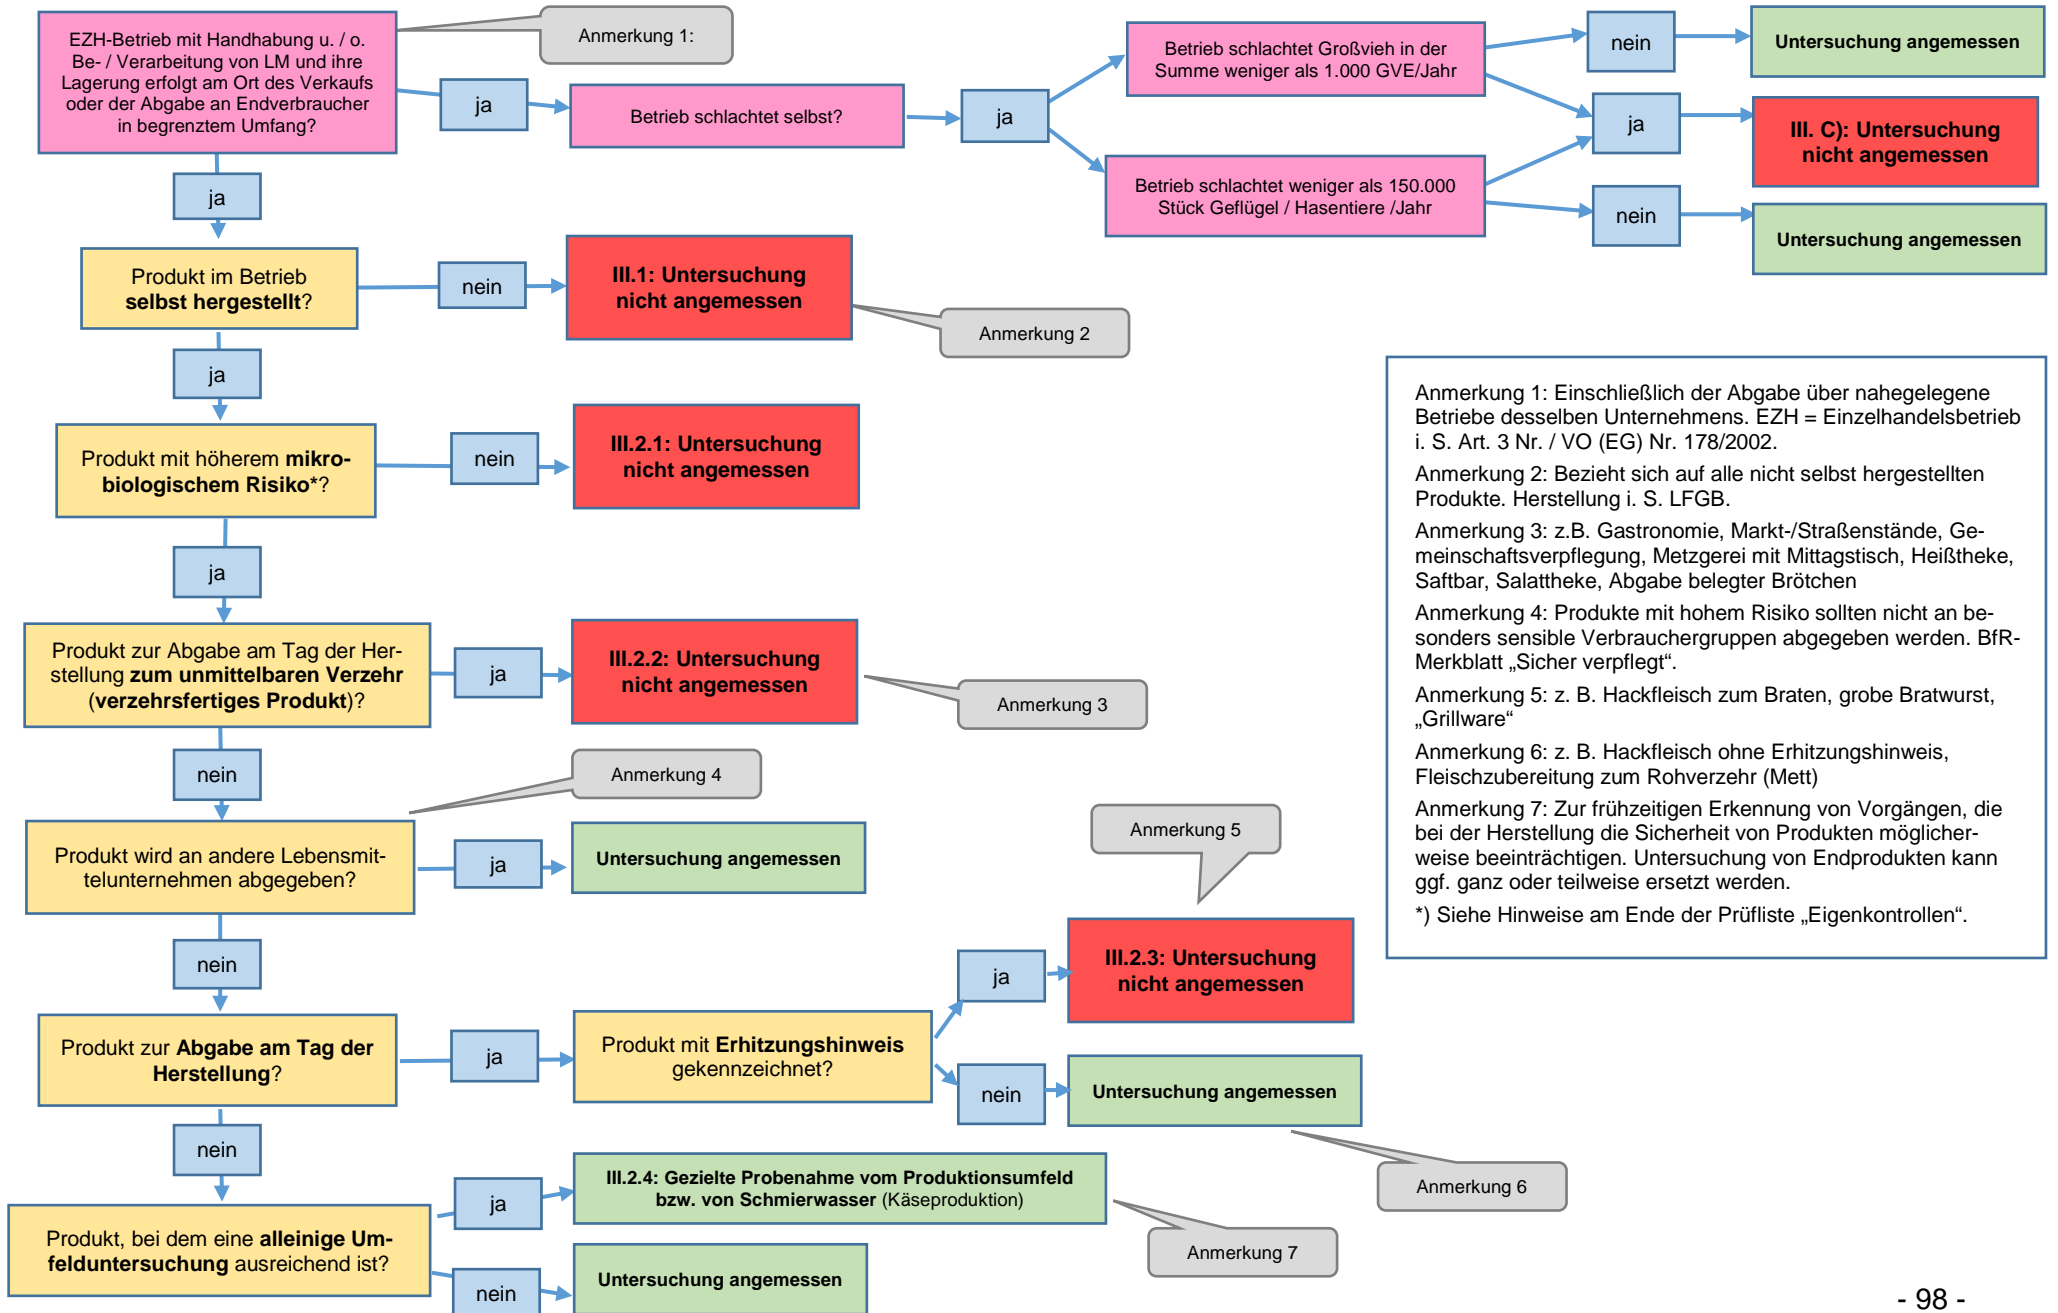 EZH-Betrieb mit Handhabung u. / o.
Be- / Verarbeitung von LM und ihre
Lagerung erfolgt am Ort des Verkaufs
oder der Abgabe an Endverbraucher
in begrenztem Umfang?
Anmerkung 1:
ja
Betrieb schlachtet selbst?
ja
Betrieb schlachtet Großvieh in der
Summe weniger als 1.000 GVE/Jahr
nein
Untersuchung angemessen
ja
III. C): Untersuchung
nicht angemessen
Betrieb schlachtet weniger als 150.000
Stück Geflügel / Hasentiere /Jahr
nein
Untersuchung angemessen
ja
Produkt im Betrieb
selbst hergestellt?
nein
III.1: Untersuchung
nicht angemessen
Anmerkung 2
ja
Produkt mit höherem mikro-
biologischem Risiko*?
nein
III.2.1: Untersuchung
nicht angemessen
ja
Produkt zur Abgabe am Tag der Her-
stellung zum unmittelbaren Verzehr
(verzehrsfertiges Produkt)?
ja
III.2.2: Untersuchung
nicht angemessen
Anmerkung 3
nein
Anmerkung 4
Produkt wird an andere Lebensmit-
telunternehmen abgegeben?
ja
Untersuchung angemessen
Anmerkung 5
nein
Produkt zur Abgabe am Tag der
Herstellung?
ja
Produkt mit Erhitzungshinweis
gekennzeichnet?
ja
III.2.3: Untersuchung
nicht angemessen
nein
Untersuchung angemessen
Anmerkung 6
nein
Produkt, bei dem eine alleinige Um-
felduntersuchung ausreichend ist?
ja
III.2.4: Gezielte Probenahme vom Produktionsumfeld
bzw. von Schmierwasser (Käseproduktion)
Anmerkung 7
nein
Untersuchung angemessen
Anmerkung 1: Einschließlich der Abgabe über nahegelegene
Betriebe desselben Unternehmens. EZH = Einzelhandelsbetrieb
i. S. Art. 3 Nr. / VO (EG) Nr. 178/2002.
Anmerkung 2: Bezieht sich auf alle nicht selbst hergestellten
Produkte. Herstellung i. S. LFGB.
Anmerkung 3: z.B. Gastronomie, Markt-/Straßenstände, Ge-
meinschaftsverpflegung, Metzgerei mit Mittagstisch, Heißtheke,
Saftbar, Salattheke, Abgabe belegter Brötchen
Anmerkung 4: Produkte mit hohem Risiko sollten nicht an be-
sonders sensible Verbrauchergruppen abgegeben werden. BfR-
Merkblatt „Sicher verpflegt“.
Anmerkung 5: z. B. Hackfleisch zum Braten, grobe Bratwurst,
„Grillware“
Anmerkung 6: z. B. Hackfleisch ohne Erhitzungshinweis,
Fleischzubereitung zum Rohverzehr (Mett)
Anmerkung 7: Zur frühzeitigen Erkennung von Vorgängen, die
bei der Herstellung die Sicherheit von Produkten möglicher-
weise beeinträchtigen. Untersuchung von Endprodukten kann
ggf. ganz oder teilweise ersetzt werden.
*) Siehe Hinweise am Ende der Prüfliste „Eigenkontrollen“.
- 98 -